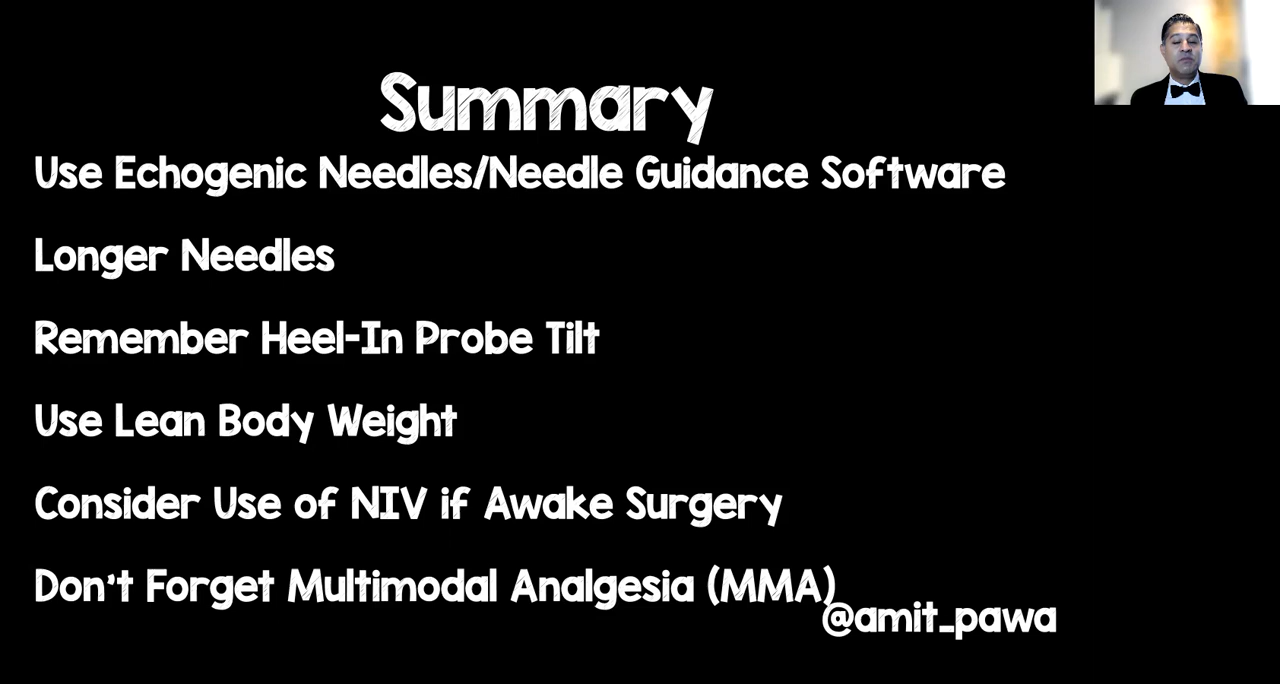 Summary
Use Echogenic Needles/Needle Guidance Software
Longer Needles
Remember Heel-In Probe Tilt
Use Lean Body Weight
Consider Use of NIV if Awake Surgery
Don't Forget Multimodal Analgesia (MMA)
@amit_pawa